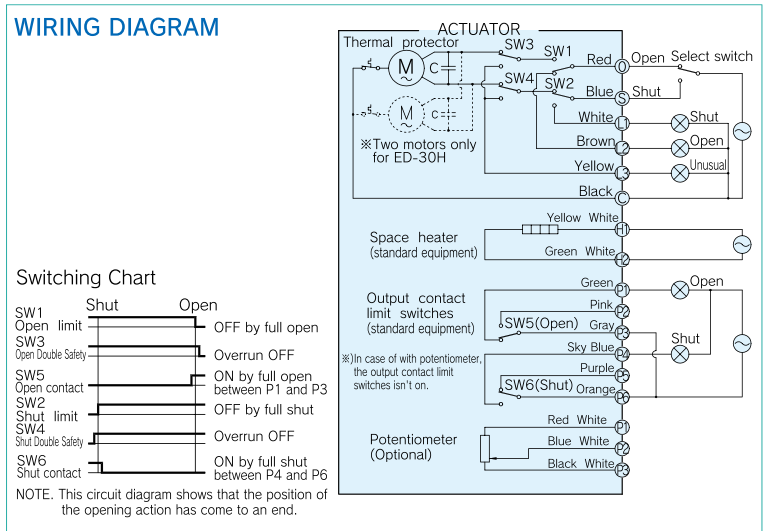 WIRING DIAGRAM
ACTUATOR
Thermal protector
SW3
SW1
Red
O
Open
Select switch
M
C
SW4
SW2
Blue
S
Shut
White
L1
Shut
M
C
Brown
L2
Open
※Two motors only
for ED-30H
Yellow
L3
Unusual
Black
C
Yellow White
H1
Space heater
(standard equipment)
Green White
H2
Green
P1
Open
Output contact
limit switches
(standard equipment)
Pink
P2
SW5(Open)
Gray
P3
Sky Blue
P4
Shut
※)In case of with potentiometer,
the output contact limit
switches isn't on.
Purple
P5
SW6(Shut)
Orange
P6
Red White
P1
Potentiometer
(Optional)
Blue White
P2
Black White
P3
Switching Chart
Shut
Open
SW1
Open limit
OFF by full open
SW3
Open Double Safety
Overrun OFF
SW5
Open contact
ON by full open
between P1 and P3
SW2
Shut limit
OFF by full shut
SW4
Shut Double Safety
Overrun OFF
SW6
Shut contact
ON by full shut
between P4 and P6
NOTE. This circuit diagram shows that the position of
the opening action has come to an end.